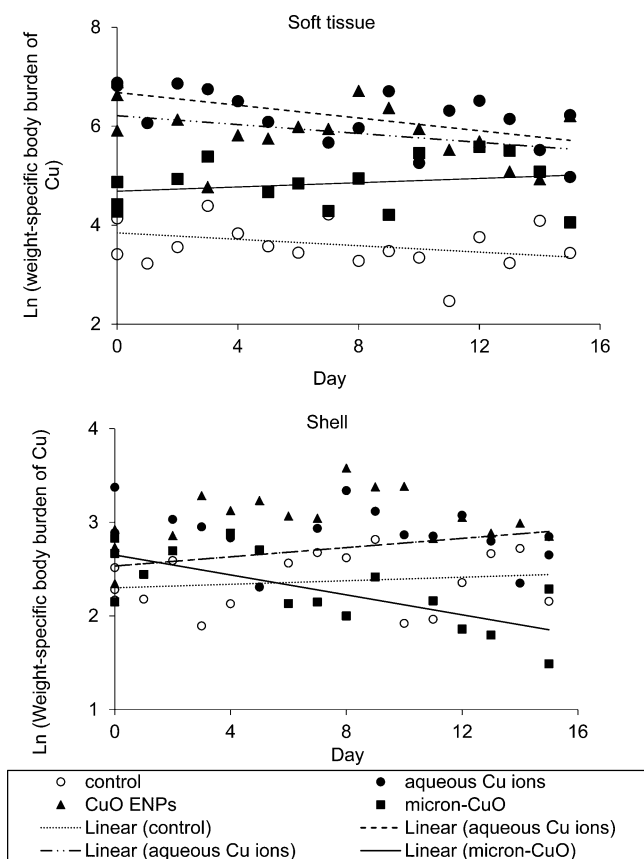 Soft tissue
Ln (weight-specific body burden of
Cu)
8
6
4
2
0
4
8
12
16
Day
Shell
Ln (Weight-specific body burden of Cu)
4
3
2
1
0
4
8
12
16
Day
control
aqueous Cu ions
CuO ENPs
micron-CuO
Linear (control)
Linear (aqueous Cu ions)
Linear (aqueous Cu ions)
Linear (micron-CuO)